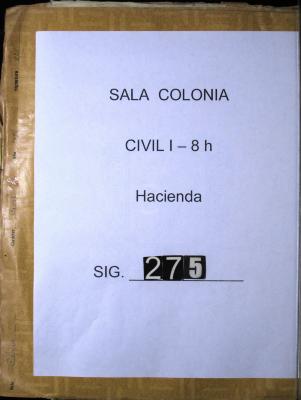 SALA COLONIA
CIVIL I – 8 h
Hacienda
SIG. 275